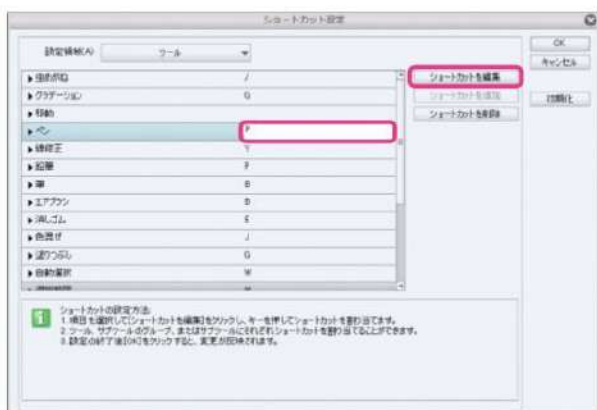 ショートカット設定
設定領域(A) ツール
OK
キャンセル
初期化
虫めがね /
グラデーション G
移動
ペン P
線修正 Y
鉛筆 P
筆 B
エアブラシ B
消しゴム E
色混ぜ J
塗りつぶし G
自動選択 W
ショートカットを編集
ショートカットを追加
ショートカットを削除
ショートカットの設定方法:
1.項目を選択して[ショートカットを編集]をクリックし、キーを押してショートカットを割り当てます。
2.ツール、サブツールのグループ、またはサブツールにそれぞれショートカットを割り当てることができます。
3.設定の終了後[OK]をクリックすると、変更が反映されます。